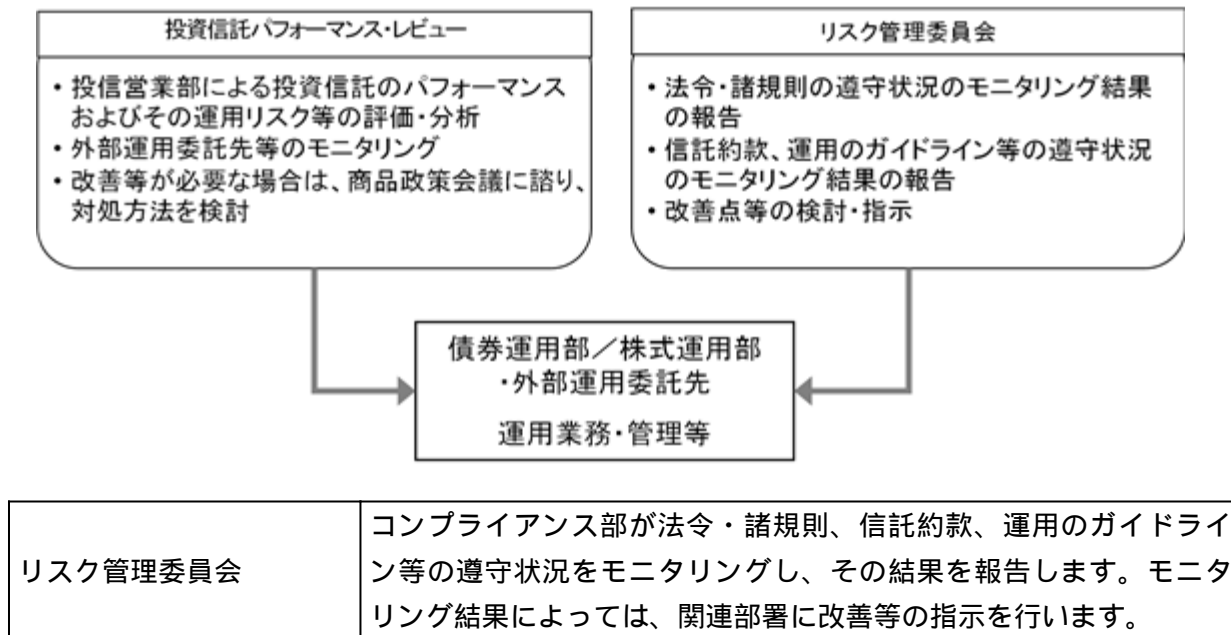 投資信託パフォーマンス・レビュー
・投信営業部による投資信託のパフォーマンス
およびその運用リスク等の評価・分析
・外部運用委託先等のモニタリング
・改善等が必要な場合は、商品政策会議に諮り、
対処方法を検討
リスク管理委員会
・法令・諸規則の遵守状況のモニタリング結果
の報告
・信託約款、運用のガイドライン等の遵守状況
のモニタリング結果の報告
・改善点等の検討・指示
債券運用部／株式運用部
・外部運用委託先
運用業務・管理等
リスク管理委員会
コンプライアンス部が法令・諸規則、信託約款、運用のガイドライ
ン等の遵守状況をモニタリングし、その結果を報告します。モニタ
リング結果によっては、関連部署に改善等の指示を行います。